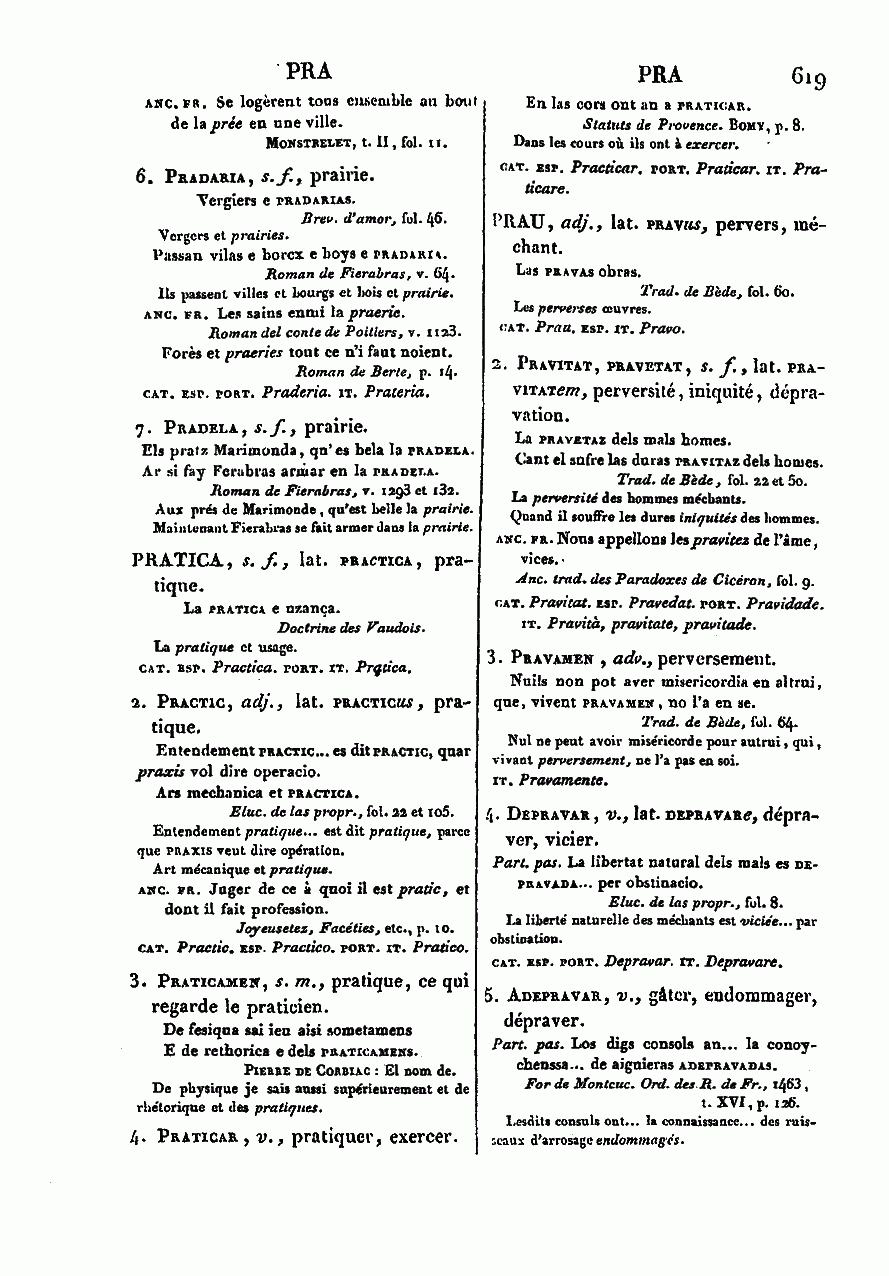 PRA
PRA 619
ANC. FR. Se logèrent tous ensemble au bout
de la prée en une ville.
MONSTRELET, t. II, fol. 11.
6. PRADARIA, s. f., prairie.
Vergiers e PRADARIAS.
Brev. d'amor, fol. 46.
Vergers et prairies.
Passan vilas e borcx e boys e PRADARIA.
Roman de Fierabras, v. 64.
Ils passent villes et bourgs et bois et prairie.
ANC. FR. Les sains enmi la praerie.
Roman del conte de Poitiers, v. 1123.
Forès et praeries tout ce n'i faut noient.
Roman de Berte, p. 14.
CAT. ESP. PORT. Praderia. IT. Prateria.
7. PRADELA, s. f., prairie.
Els pratz Marimonda, qu'es bela la PRADELA.
Ar si fay Ferabras armar en la PRADELA.
Roman de Fierabras, v. 1293 et 132.
Aux prés de Marimonde, qu'est belle la prairie.
Maintenant Fierabras se fait armer dans la prairie.
PRATICA, s. f., lat. PRACTICA, pra-
tique.
La PRATICA e uzança.
Doctrine des Vaudois.
La pratique et usage.
CAT. ESP. Practica. PORT. IT. Pratica.
2. PRACTIC, adj., lat. PRACTICUS, pra-
tique.
Entendement PRACTIC... es dit PRACTIC, quar
praxis vol dire operacio.
Ars mechanica et PRACTICA.
Eluc. de las propr., fol. 22 et 105.
Entendement pratique... est dit pratique, parce
que PRAXIS veut dire opération.
Art mécanique et pratique.
ANC. FR. Juger de ce à quoi il est pratic, et
dont il fait profession.
Joyeusetez, Facéties, etc., p. 10.
CAT. Practic. ESP. Practico. PORT. IT. Pratico.
3. PRATICAMEN, s. m., pratique, ce qui
regarde le praticien.
De fesiqua sai ieu aisi sometamens
E de rethorica e dels PRATICAMENS.
PIERRE DE CORBIAC : El nom de.
De physique je sais aussi supérieurement et de
rhétorique et des pratiques.
4. PRATICAR, v., pratiquer, exercer.
En las cors ont an a PRATICAR.
Statuts de Provence. BOMY, p. 8.
Dans les cours où ils ont à exercer.
CAT. ESP. Practicar. PORT. Praticar. IT. Pra-
ticare.
PRAU, adj., lat. PRAVUS, pervers, mé-
chant.
Las PRAVAS obras.
Trad. de Bède, fol. 60.
Les perverses œuvres.
CAT. Prau. ESP. IT. Pravo.
2. PRAVITAT, PRAVETAT, s. f., lat. PRA-
VITATem, perversité, iniquité, dépra-
vation.
La PRAVETAZ dels mals homes.
Cant el sufre las duras PRAVITAZ dels homes.
Trad. de Bède, fol. 22 et 50.
La perversité des hommes méchants.
Quand il souffre les dures iniquités des hommes.
ANC. FR. Nous appellons les pravitez de l'âme,
vices.
Anc. trad. des Paradoxes de Cicéron, fol. 9.
CAT. Pravitat. ESP. Pravedat. PORT. Pravidade.
IT. Pravità, pravitate, pravitade.
3. PRAVAMEN, adv., perversement.
Nuils non pot aver misericordia en altrui,
que, vivent PRAVAMEN, no l'a en se.
Trad. de Bède, fol. 64.
Nul ne peut avoir miséricorde pour autrui, qui,
vivant perversement, ne l'a pas en soi.
IT. Pravamente.
4. DEPRAVAR, v., lat. DEPRAVARe, dépra-
ver, vicier.
Part. pas. La libertat natural dels mals es DE-
PRAVADA... per obstinacio.
Eluc. de las propr., fol. 8.
La liberté naturelle des méchants est viciée... par
obstination.
CAT. ESP. PORT. Depravar. IT. Depravare.
5. ADEPRAVAR, v., gâter, endommager,
dépraver.
Part. pas. Los digs consols an... la conoy-
chenssa... de aiguieras ADEPRAVADAS.
For de Montcuc. Ord. des R. de Fr., 1463,
t. XVI, p. 126.
Lesdits consuls ont... la connaissance... des ruis-
seaux d'arrosage endommagés.